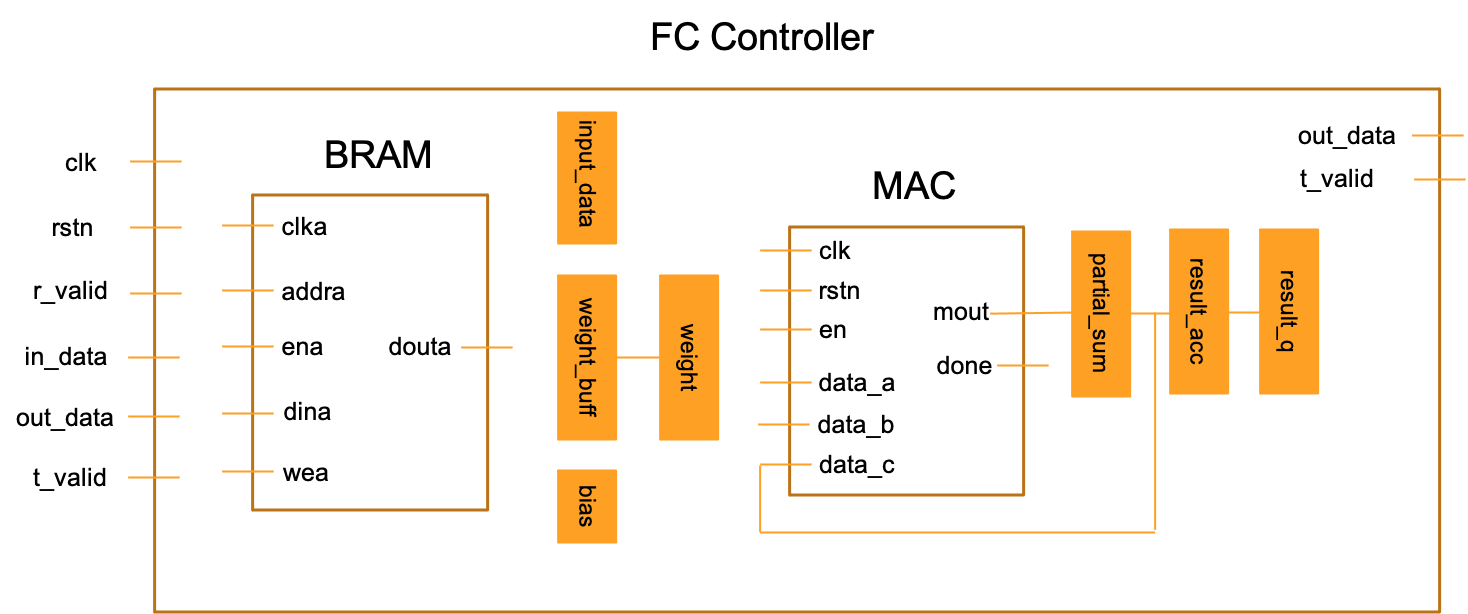 FC Controller
clk
rstn
r_valid
in_data
out_data
t_valid
BRAM
clka
addra
ena
dina
wea
douta
input_data
weight_buff
weight
bias
MAC
clk
rstn
en
data_a
data_b
data_c
mout
done
partial_sum
result_acc
result_q
out_data
t_valid